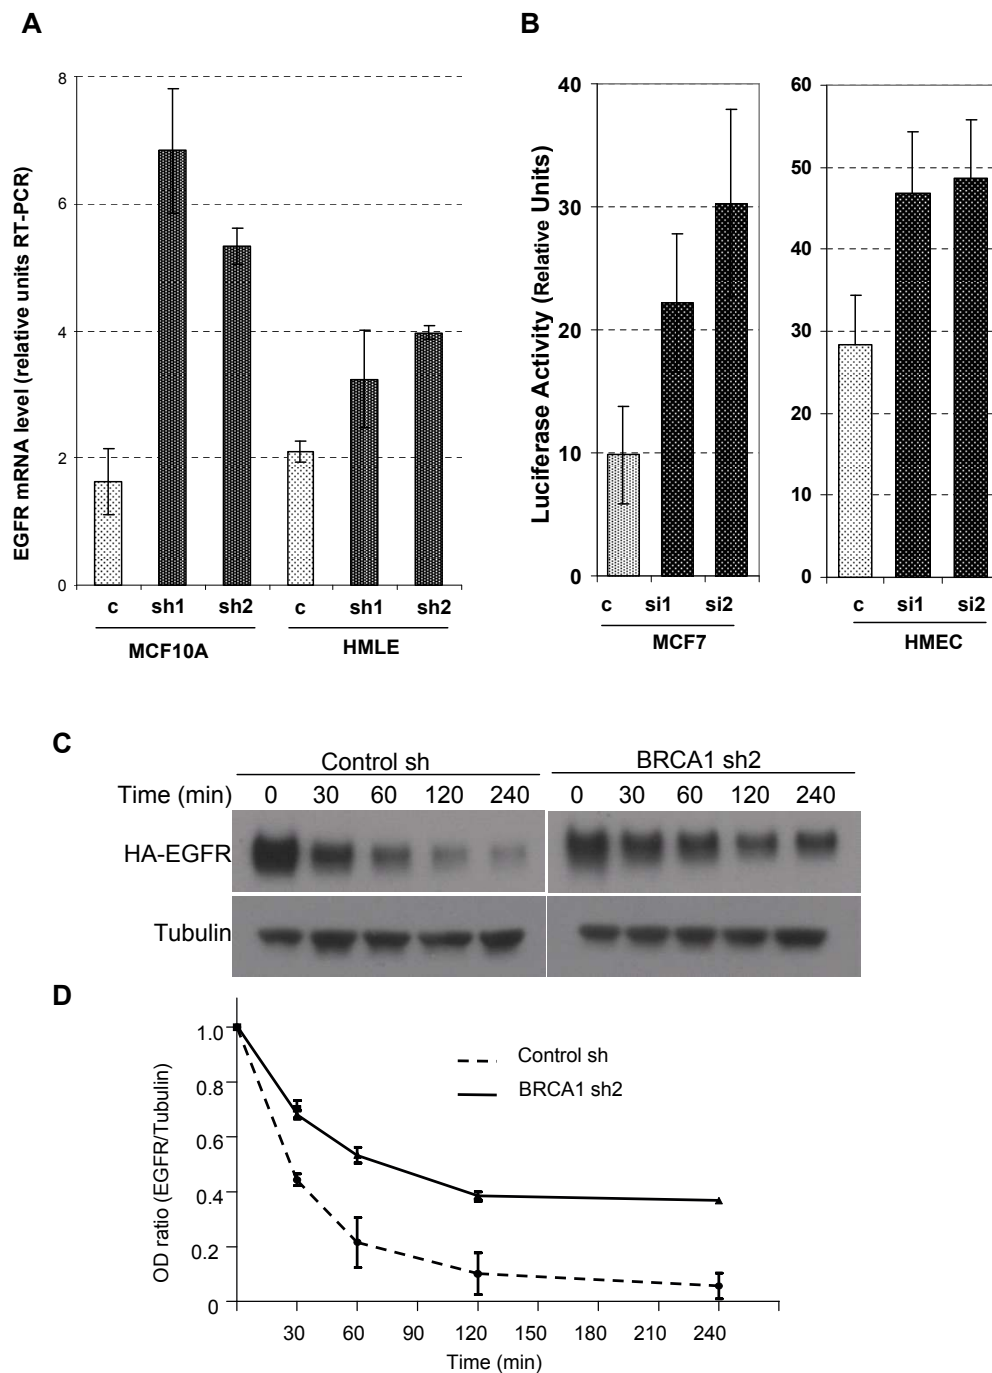 A
EGFR mRNA level (relative units RT-PCR)
8
6
4
2
0
c sh1 sh2 c sh1 sh2
MCF10A HMLE
B
Luciferase Activity (Relative Units)
40
30
20
10
0
c si1 si2
MCF7
60
50
40
30
20
10
0
c si1 si2
HMEC
C
Control sh BRCA1 sh2
Time (min) 0 30 60 120 240 0 30 60 120 240
HA-EGFR
Tubulin
D
OD ratio (EGFR/Tubulin)
1.0
0.8
0.6
0.4
0.2
0
Control sh
BRCA1 sh2
30 60 90 120 150 180 210 240
Time (min)